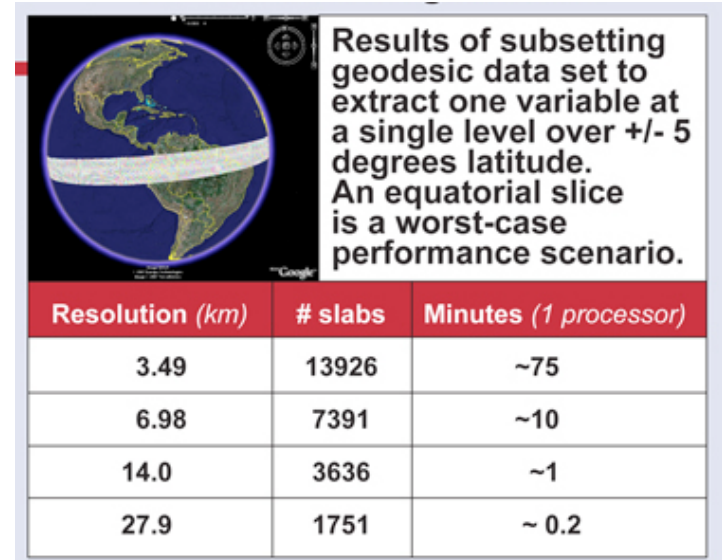 Results of subsetting
geodesic data set to
extract one variable at
a single level over +/- 5
degrees latitude.
An equatorial slice
is a worst-case
performance scenario.
Google
Resolution (km) # slabs Minutes (1 processor)
3.49 13926 ~75
6.98 7391 ~10
14.0 3636 ~1
27.9 1751 ~ 0.2